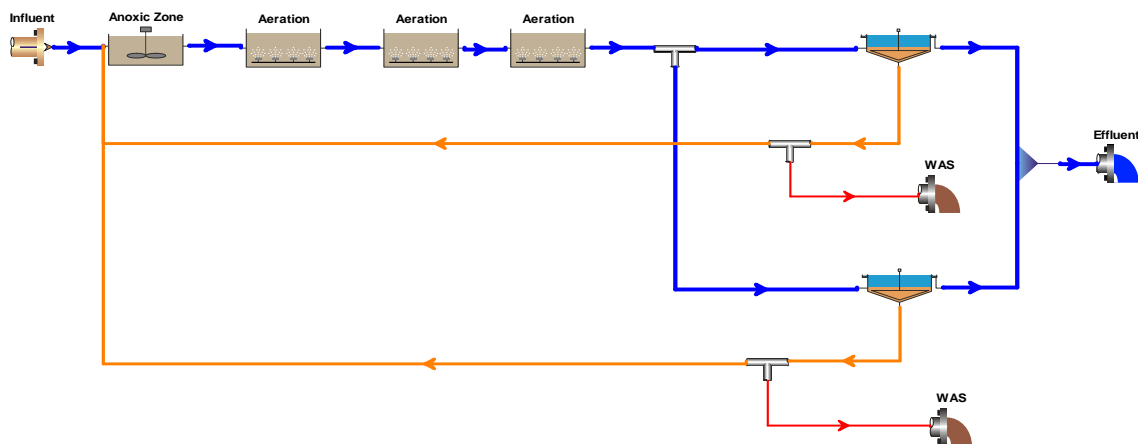 Influent
Anoxic Zone
Aeration
Aeration
Aeration
Effluent
WAS
WAS